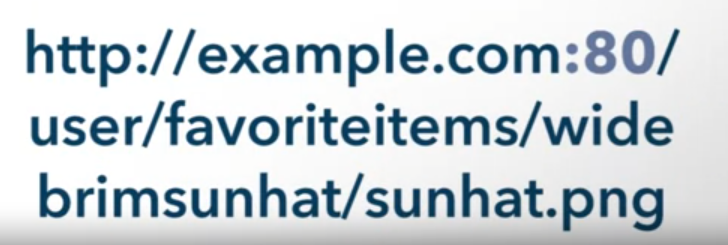 http://example.com:80/
user/favoriteitems/wide
brimsunhat/sunhat.png